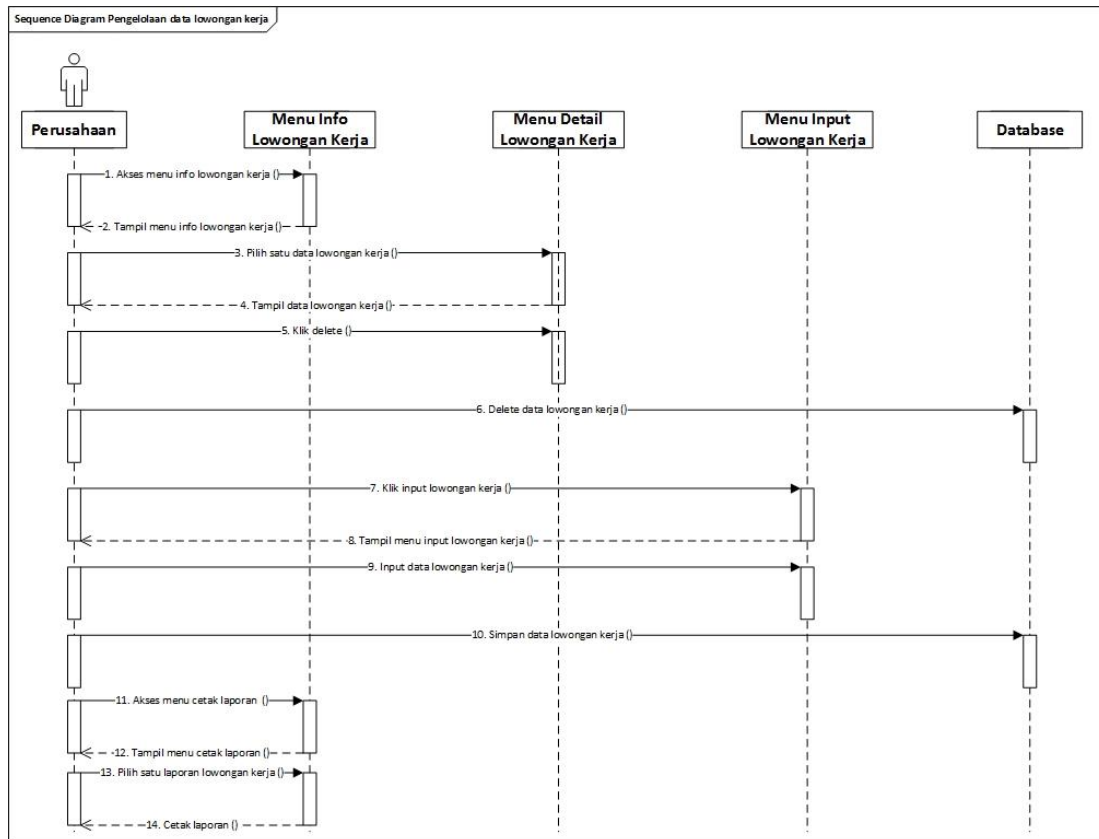 Sequence Diagram Pengelolaan data lowongan kerja
Perusahaan
Menu Info
Lowongan Kerja
Menu Detail
Lowongan Kerja
Menu Input
Lowongan Kerja
Database
1. Akses menu info lowongan kerja ()
2. Tampil menu info lowongan kerja ()
3. Pilih satu data lowongan kerja ()
4. Tampil data lowongan kerja ()
5. Klik delete ()
6. Delete data lowongan kerja ()
7. Klik input lowongan kerja ()
8. Tampil menu input lowongan kerja ()
9. Input data lowongan kerja ()
10. Simpan data lowongan kerja ()
11. Akses menu cetak laporan ()
12. Tampil menu cetak laporan ()
13. Pilih satu laporan lowongan kerja ()
14. Cetak laporan ()